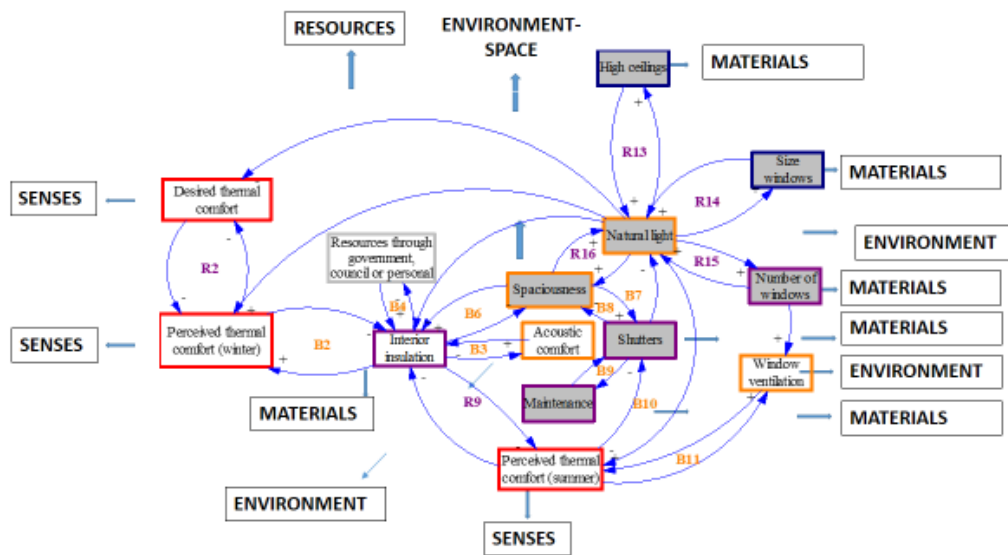 RESOURCES
ENVIRONMENT-
SPACE
High ceilings
MATERIALS
+
+
R13
Size
windows
MATERIALS
SENSES
Desired thermal
comfort
R14
+
+
+
Natural light
ENVIRONMENT
Resources through
government,
council or personal
R2
-
-
R16
+
+
+
R15
Number of
windows
MATERIALS
+
Spaciousness
B7
-
B4
B6
B8
SENSES
Perceived thermal
comfort (winter)
+
B2
+
Interior
insulation
+
B3
+
Acoustic
comfort
Shutters
MATERIALS
+
Window
ventilation
ENVIRONMENT
B9
-
R9
Maintenance
MATERIALS
B10
MATERIALS
Perceived thermal
comfort (summer)
B11
+
ENVIRONMENT
SENSES